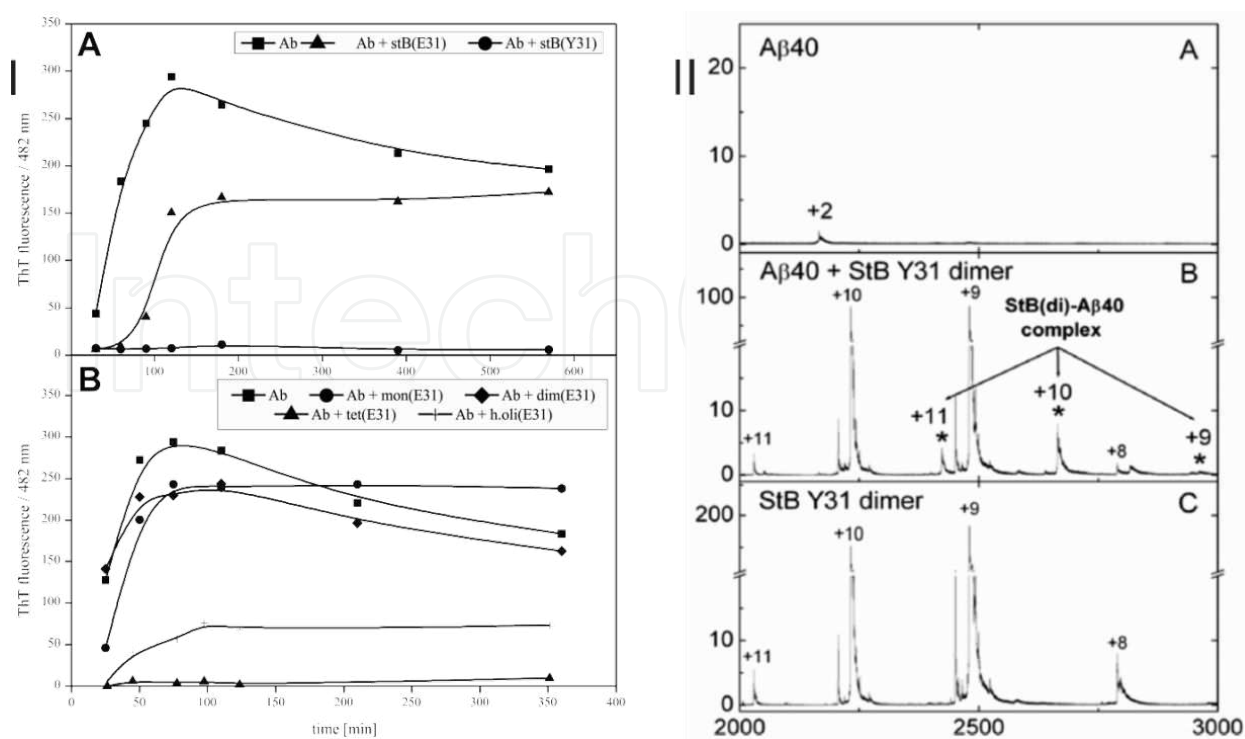 I
A
Ab Ab + stB(E31) Ab + stB(Y31)
ThT fluorescence / 482 nm
350
300
250
200
150
100
50
0
100 200 300 400 500 600
B
Ab Ab + mon(E31) Ab + dim(E31)
Ab + tet(E31) Ab + h.oli(E31)
ThT fluorescence / 482 nm
350
300
250
200
150
100
50
0
0 50 100 150 200 250 300 350 400
time [min]
II
Aβ40 A
20
10
0
+2
Aβ40 + StB Y31 dimer B
StB(di)-Aβ40
complex
100
10
0
+11 +10 +11 * +9 +10 * +8 +9 *
StB Y31 dimer C
200
10
0
+11 +10 +9 +8
2000 2500 3000
IntechO